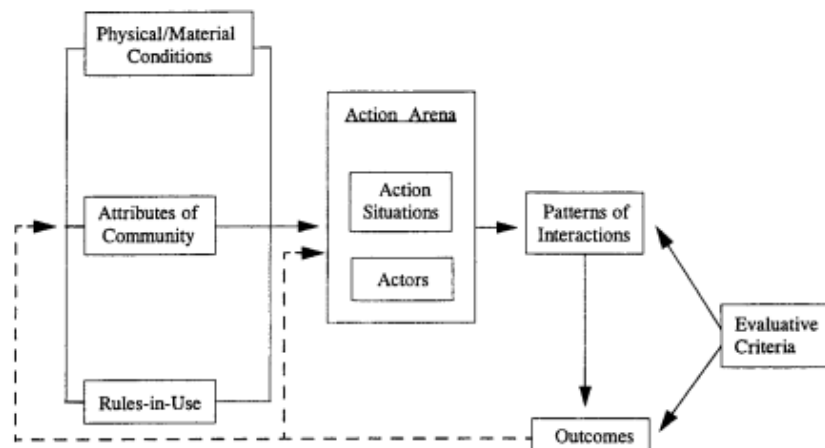 Physical/Material
Conditions
Action Arena
Action
Situations
Attributes of
Community
Patterns of
Interactions
Actors
Evaluative
Criteria
Rules-in-Use
Outcomes